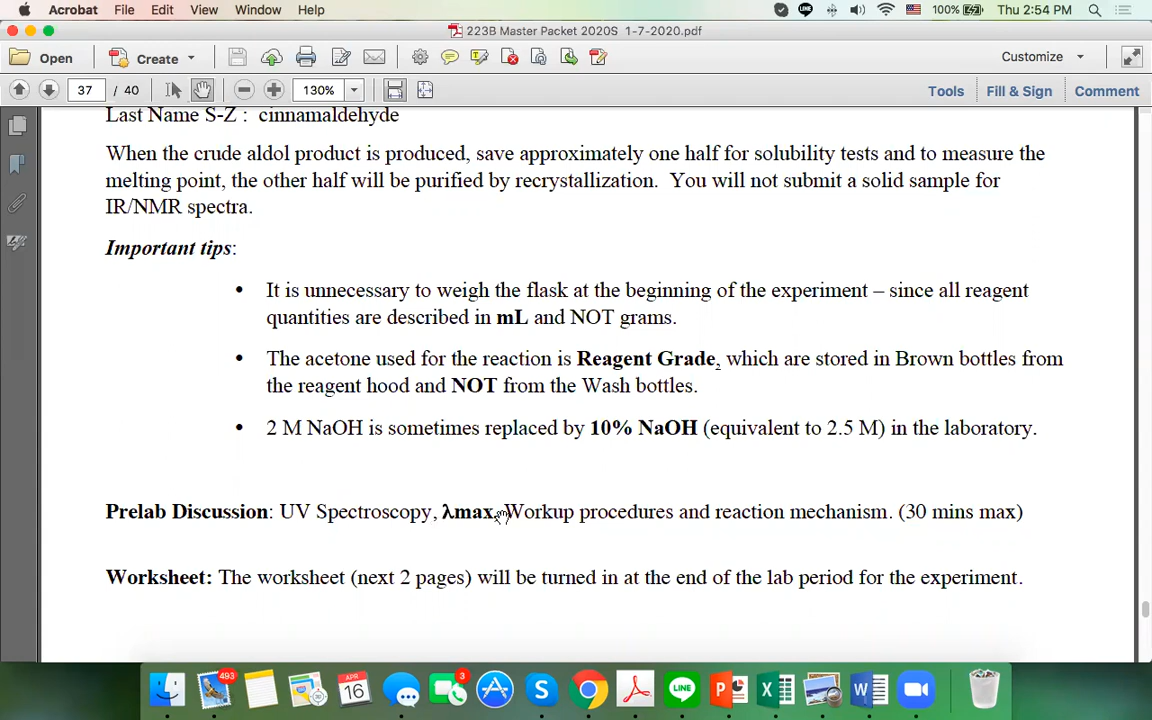 Acrobat File Edit View Window Help 100% Thu 2:54 PM
223B Master Packet 2020S 1-7-2020.pdf
Open Create Customize
37 / 40 130% Tools Fill & Sign Comment
Last Name S-Z : cinnamaldehyde
When the crude aldol product is produced, save approximately one half for solubility tests and to measure the
melting point, the other half will be purified by recrystallization. You will not submit a solid sample for
IR/NMR spectra.
Important tips:
• It is unnecessary to weigh the flask at the beginning of the experiment – since all reagent
quantities are described in mL and NOT grams.
• The acetone used for the reaction is Reagent Grade, which are stored in Brown bottles from
the reagent hood and NOT from the Wash bottles.
• 2 M NaOH is sometimes replaced by 10% NaOH (equivalent to 2.5 M) in the laboratory.
Prelab Discussion: UV Spectroscopy, λmax. Workup procedures and reaction mechanism. (30 mins max)
Worksheet: The worksheet (next 2 pages) will be turned in at the end of the lab period for the experiment.
493 APR 16 3 LINE